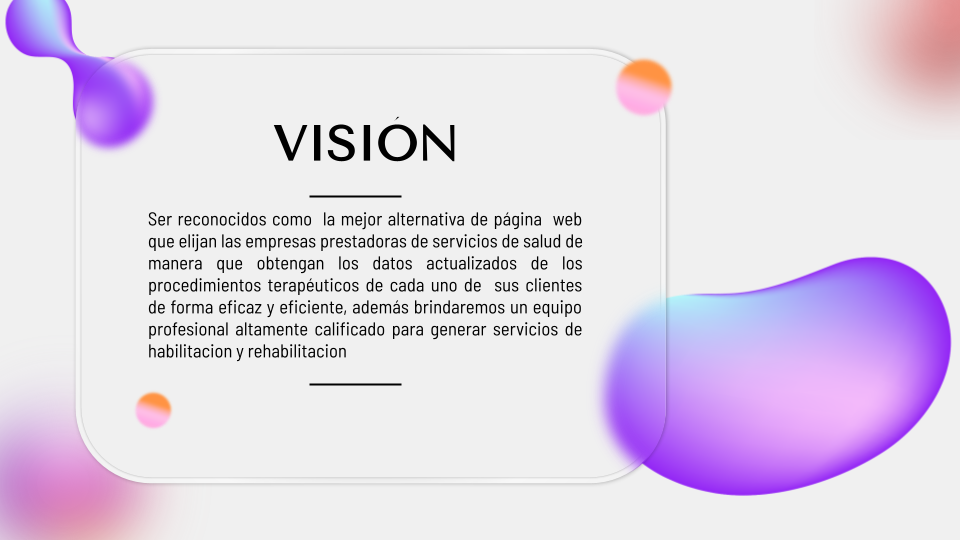 VISIÓN
Ser reconocidos como la mejor alternativa de página web
que elijan las empresas prestadoras de servicios de salud de
manera que obtengan los datos actualizados de los
procedimientos terapéuticos de cada uno de sus clientes
de forma eficaz y eficiente, además brindaremos un equipo
profesional altamente calificado para generar servicios de
habilitacion y rehabilitacion